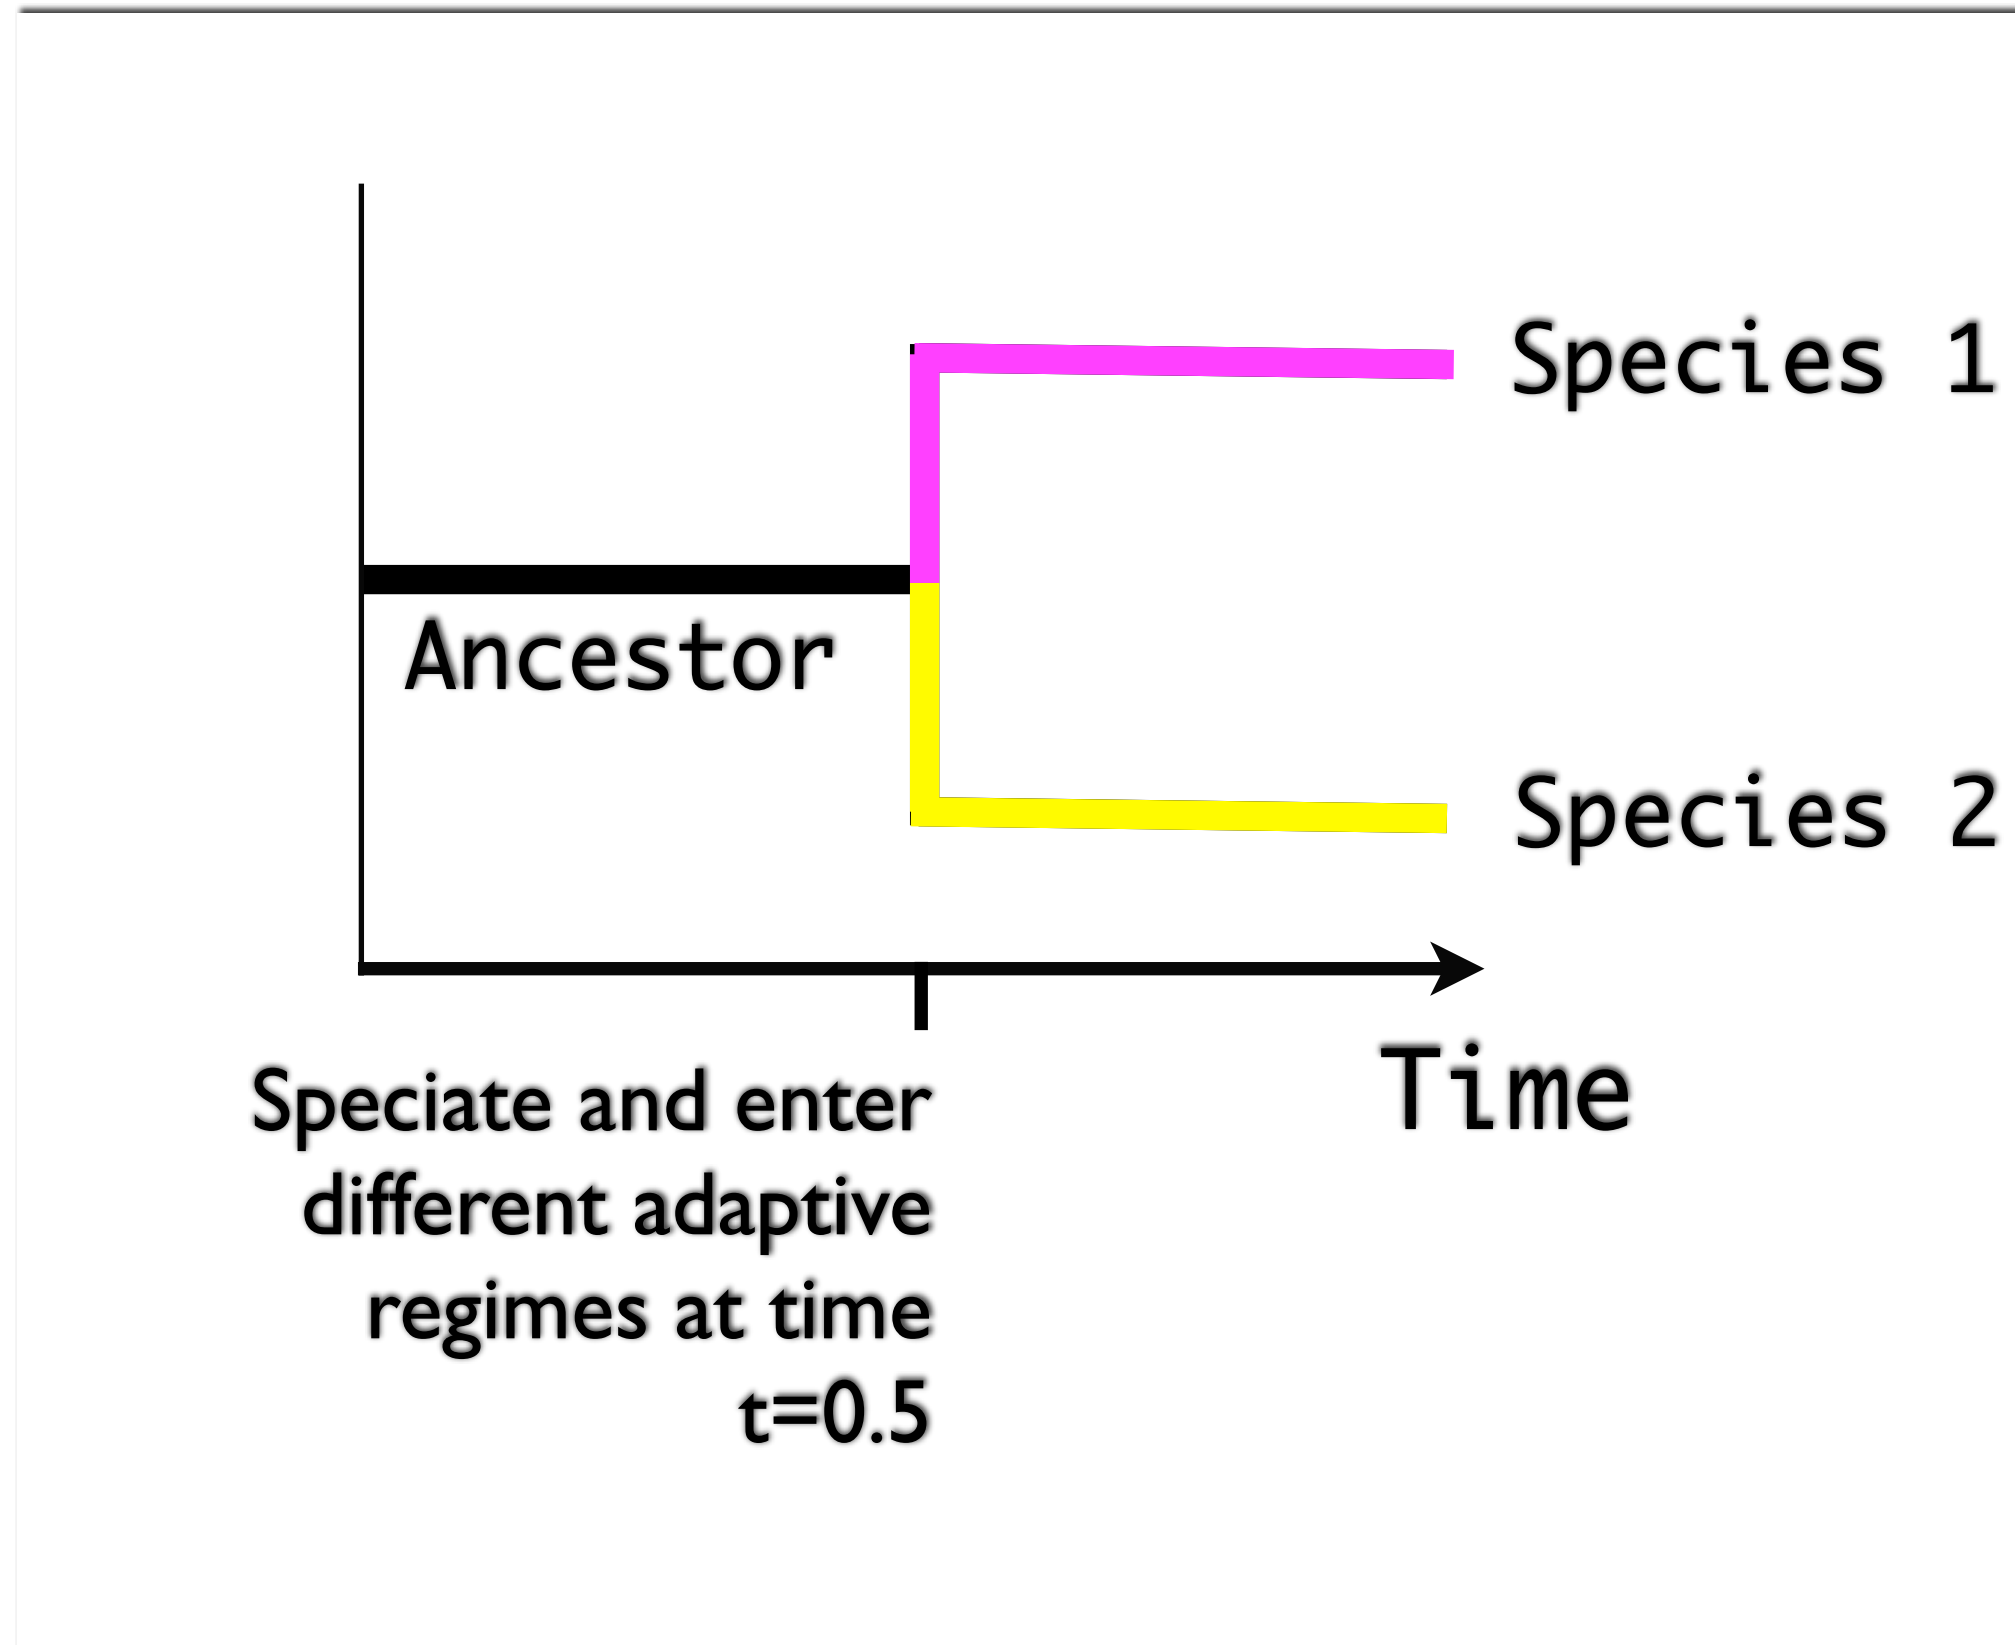 Species 1
Ancestor
Species 2
Time
Speciate and enter
different adaptive
regimes at time
t=0.5